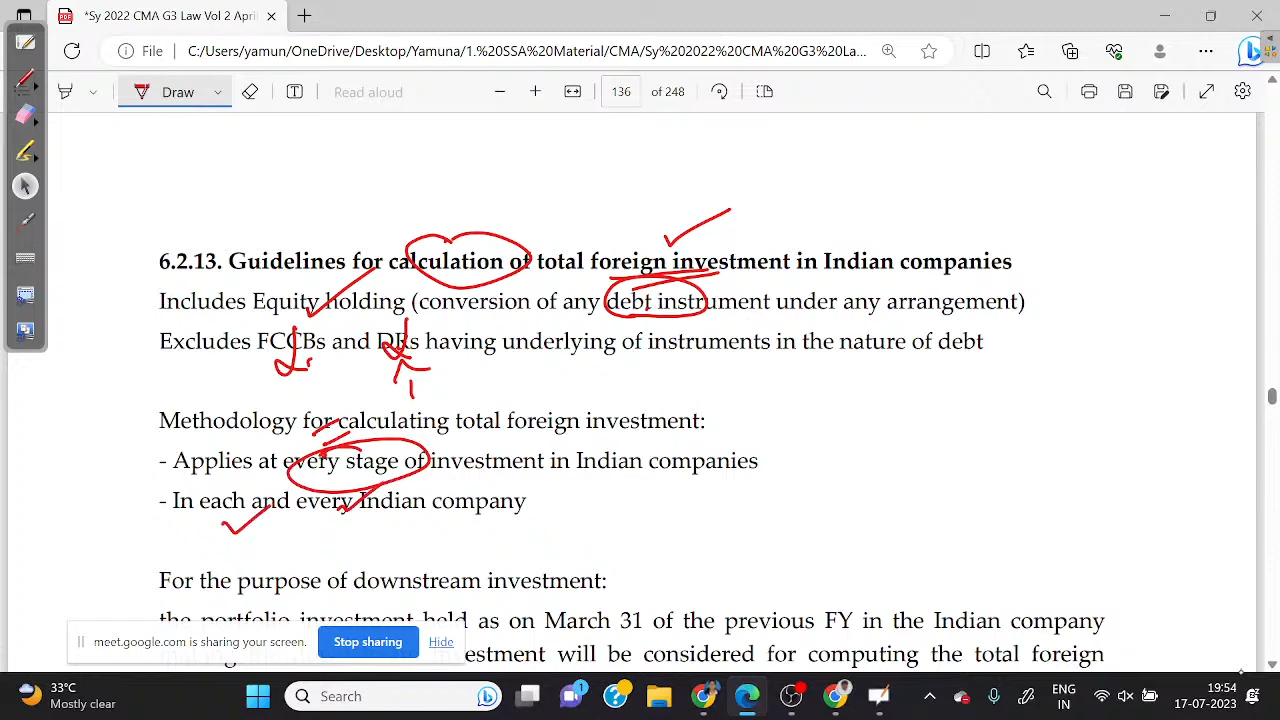 *Sy 2022 CMA G3 Law Vol 2 April
File C:/Users/yamun/OneDrive/Desktop/Yamuna/1.%20SSA%20Material/CMA/Sy%202022%20CMA%20G3%20La...
Draw Read aloud 136 of 248
6.2.13. Guidelines for calculation of total foreign investment in Indian companies
Includes Equity holding (conversion of any debt instrument under any arrangement)
Excludes FCCBs and DRs having underlying of instruments in the nature of debt
Methodology for calculating total foreign investment:
- Applies at every stage of investment in Indian companies
- In each and every Indian company
For the purpose of downstream investment:
the portfolio investment held as on March 31 of the previous FY in the Indian company
investment will be considered for computing the total foreign
meet.google.com is sharing your screen. Stop sharing Hide
33°C
Mostly clear
Search
1
ENG
IN
19:54
17-07-2023